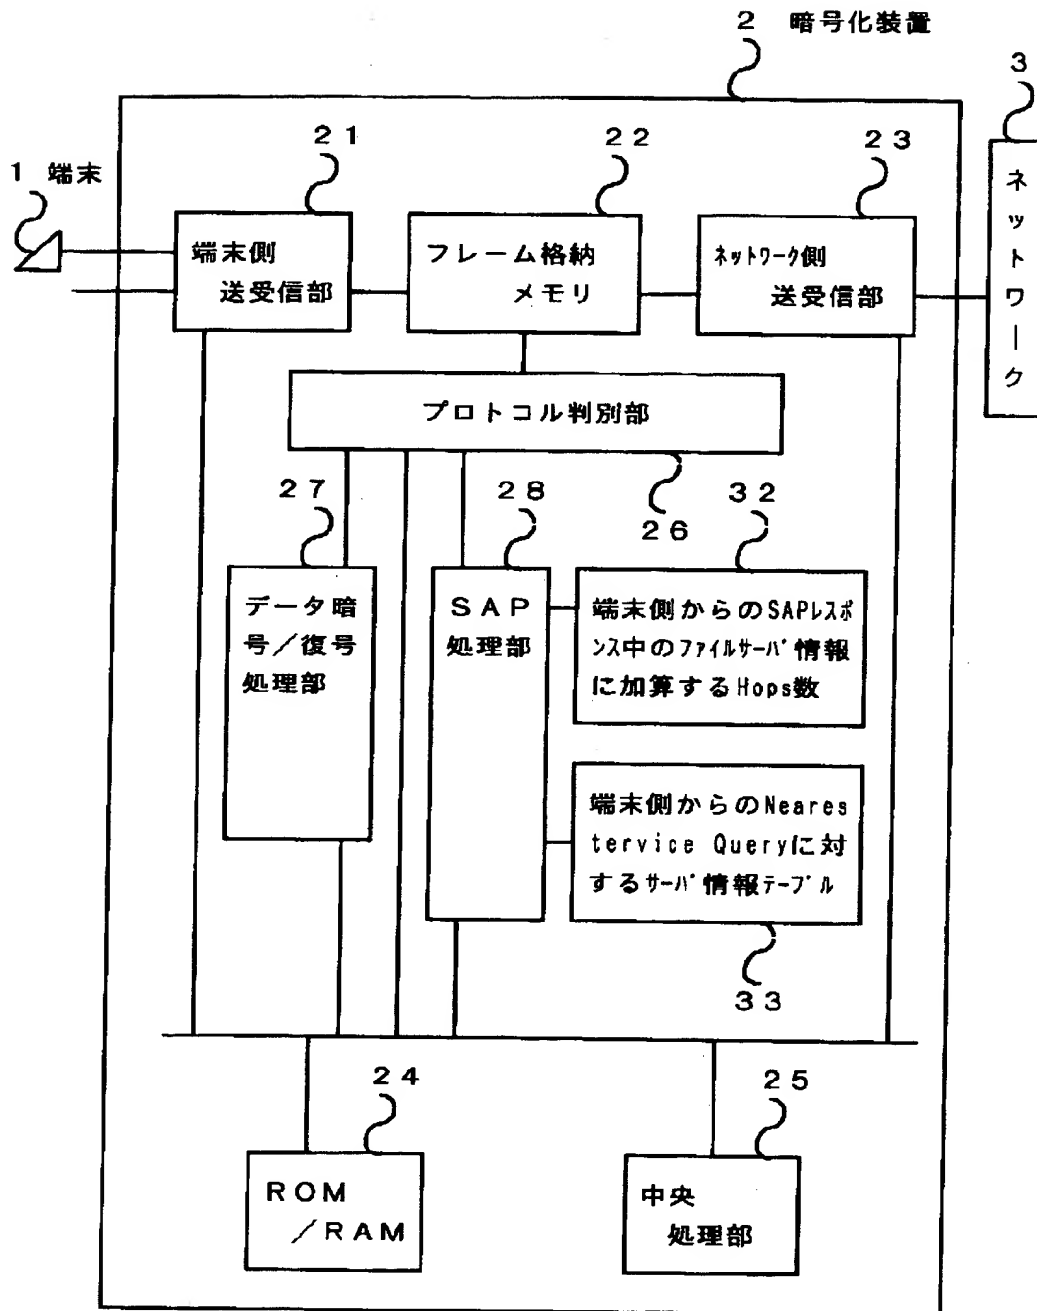 2 暗号化装置
3
21
22
23
1 端末
ネットワーク
端末側
送受信部
フレーム格納
メモリ
ネットワーク側
送受信部
プロトコル判別部
27
28
26
32
データ暗
号/復号
処理部
SAP
処理部
端末側からのSAPレスポ
ンス中のファイルサーバ情報
に加算するHops数
端末側からのNeares
tervice Queryに対
するサーバ情報テーブル
33
24
25
ROM
/RAM
中央
処理部